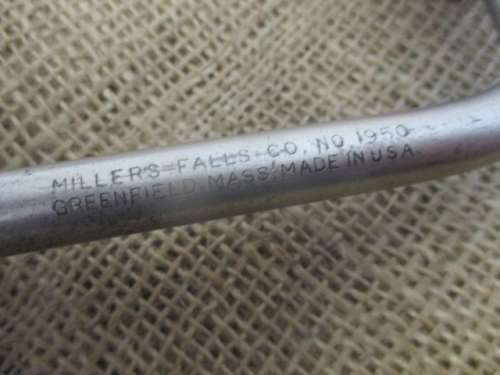 MILLERS-FALLS-CO. NO. 1950
GREENFIELD MASS. MADE IN USA